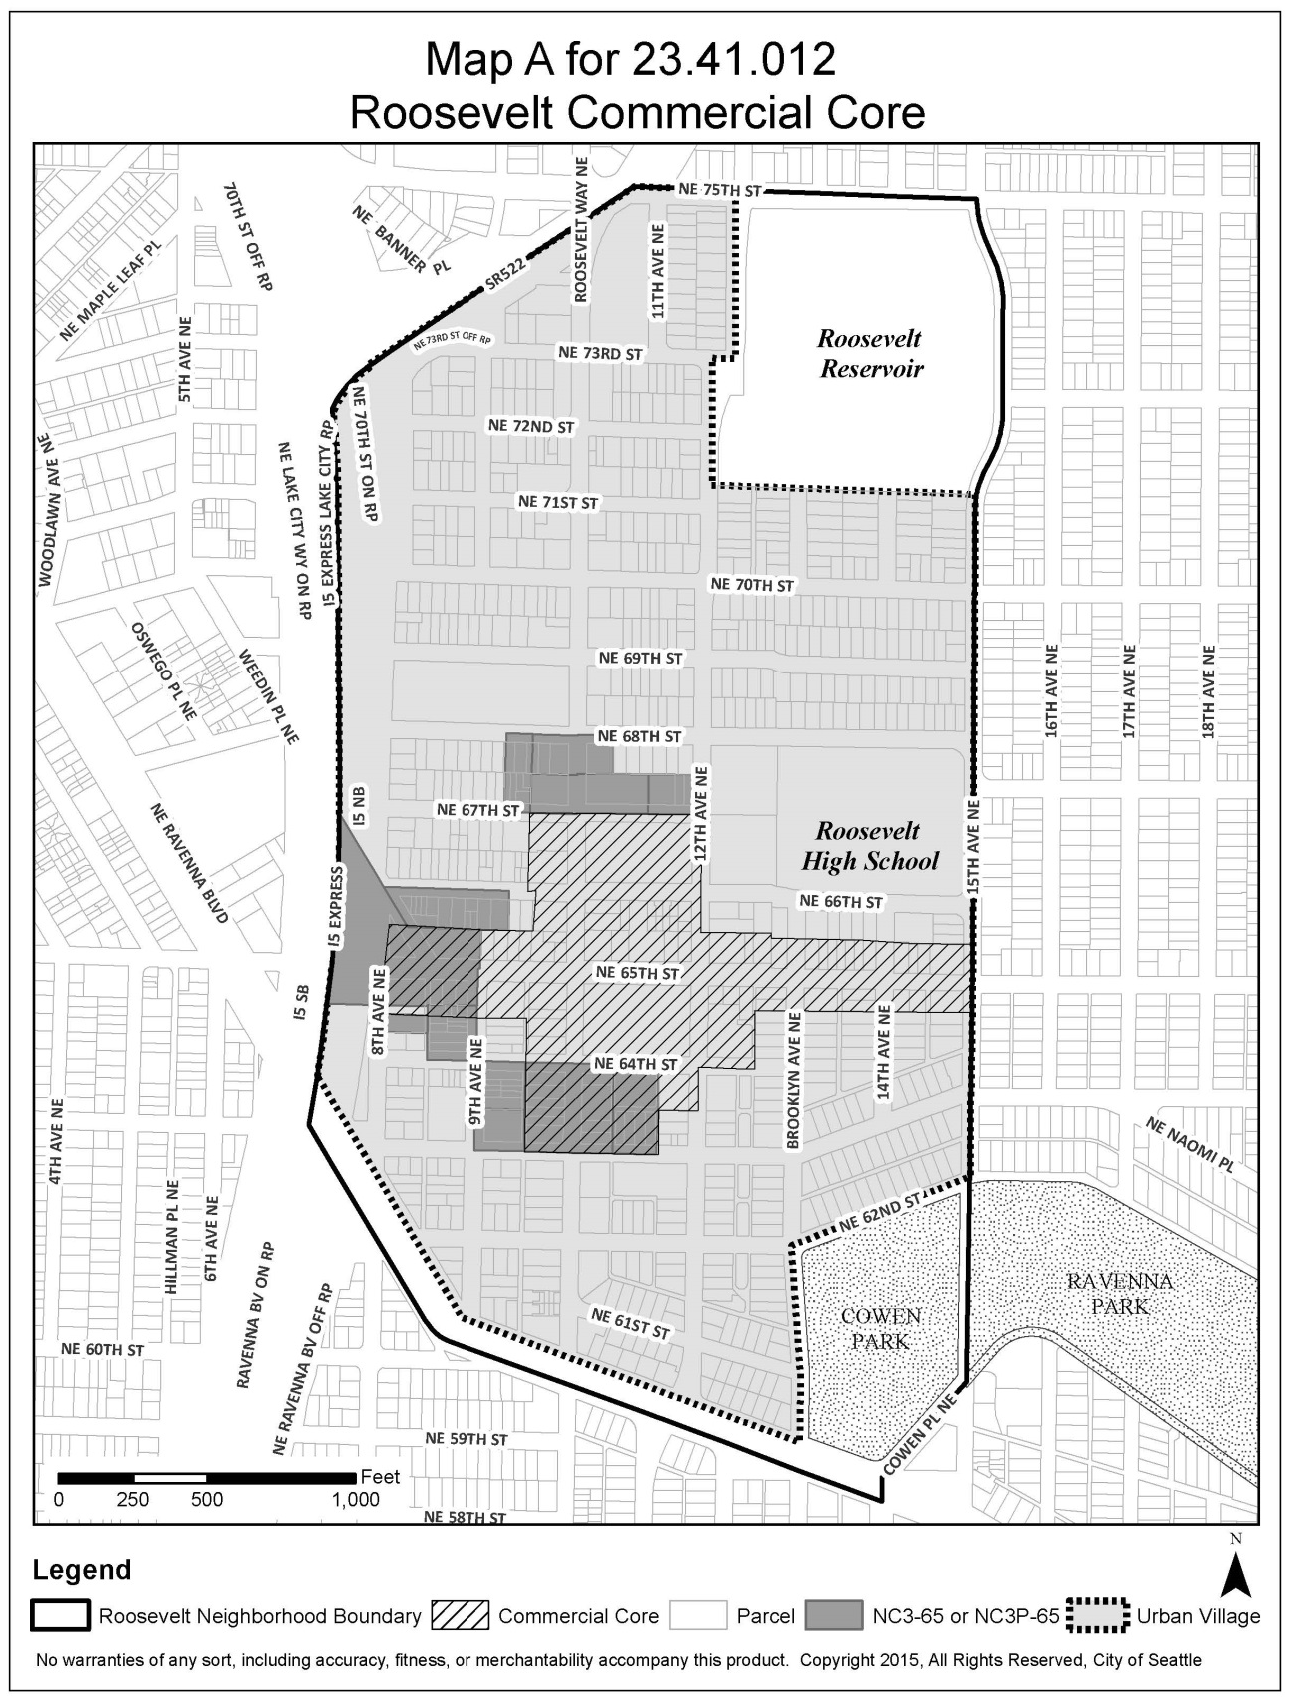 Map A for 23.41.012
Roosevelt Commercial Core
NE 75TH ST
ROOSEVELT WAY NE
70TH ST OFF RP
NE BANNER PL
11TH AVE NE
NE MAPLE LEAF PL
SR522
5TH AVE NE
NE 73RD ST OFF RP
NE 73RD ST
Roosevelt
Reservoir
NE 70TH ST ON RP
NE 72ND ST
WOODLAWN AVE NE
NE LAKE CITY WY ON RP
I5 EXPRESS LAKE CITY RP
NE 71ST ST
NE 70TH ST
OSWEGO PL NE
WEEDIN PL NE
NE 69TH ST
16TH AVE NE
17TH AVE NE
18TH AVE NE
NE 68TH ST
I5 NB
NE 67TH ST
12TH AVE NE
Roosevelt
High School
15TH AVE NE
NE RAVENNA BLVD
NE 66TH ST
I5 EXPRESS
NE 65TH ST
I5 SB
8TH AVE NE
9TH AVE NE
NE 64TH ST
BROOKLYN AVE NE
14TH AVE NE
4TH AVE NE
NE NAOMI PL
HILLMAN PL NE
6TH AVE NE
NE 62ND ST
RAVENNA BV ON RP
NE RAVENNA BV OFF RP
RAVENNA
PARK
COWEN
PARK
NE 61ST ST
NE 60TH ST
COWEN PL NE
NE 59TH ST
NE 58TH ST
Feet
0 250 500 1,000
N
Legend
Roosevelt Neighborhood Boundary Commercial Core Parcel NC3-65 or NC3P-65 Urban Village
No warranties of any sort, including accuracy, fitness, or merchantability accompany this product. Copyright 2015, All Rights Reserved, City of Seattle